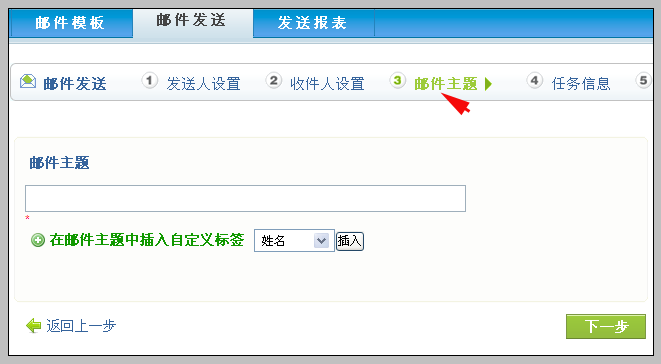 邮件模板 邮件发送 发送报表
邮件发送 1 发送人设置 2 收件人设置 3 邮件主题 4 任务信息 5
邮件主题
*
在邮件主题中插入自定义标签 姓名 插入
返回上一步 下一步